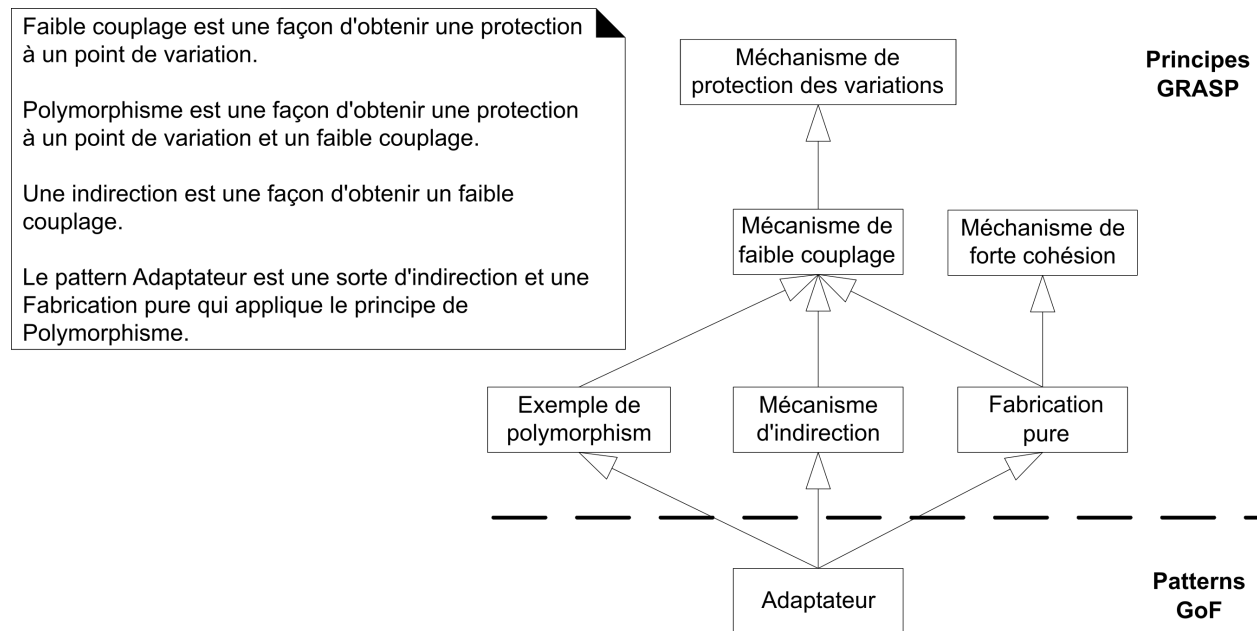 Faible couplage est une façon d'obtenir une protection
à un point de variation.
Polymorphisme est une façon d'obtenir une protection
à un point de variation et un faible couplage.
Une indirection est une façon d'obtenir un faible
couplage.
Le pattern Adaptateur est une sorte d'indirection et une
Fabrication pure qui applique le principe de
Polymorphisme.
Méchanisme de
protection des variations
Principes
GRASP
Mécanisme de
faible couplage
Méchanisme de
forte cohésion
Exemple de
polymorphism
Mécanisme
d'indirection
Fabrication
pure
Adaptateur
Patterns
GoF